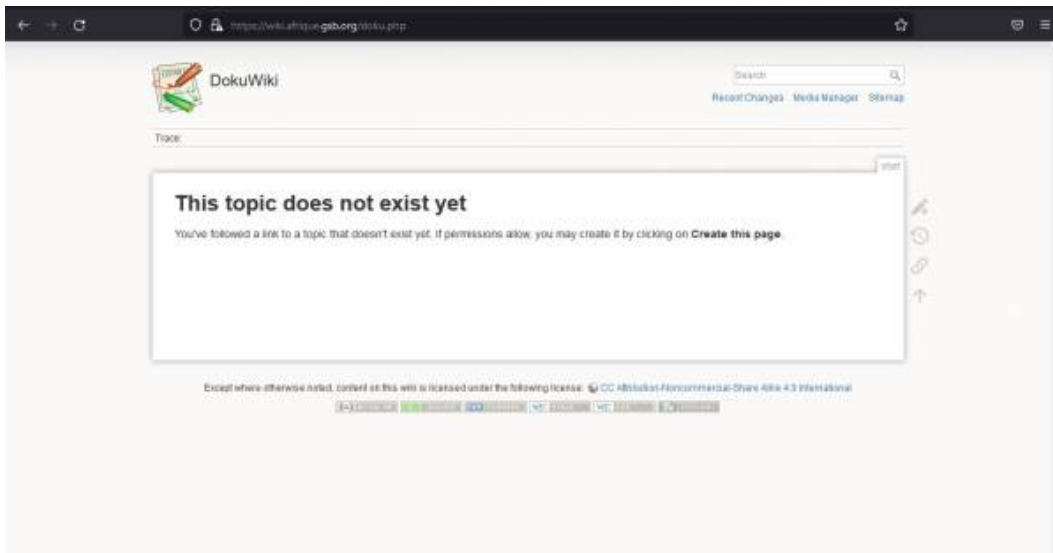 https://wiki.afrique.gsb.org/doku.php
DokuWiki
Search
Recent Changes Media Manager Sitemap
Trace:
start
This topic does not exist yet
You've followed a link to a topic that doesn't exist yet. If permissions allow, you may create it by clicking on Create this page.
Except where otherwise noted, content on this wiki is licensed under the following license: CC Attribution-Noncommercial-Share Alike 4.0 International